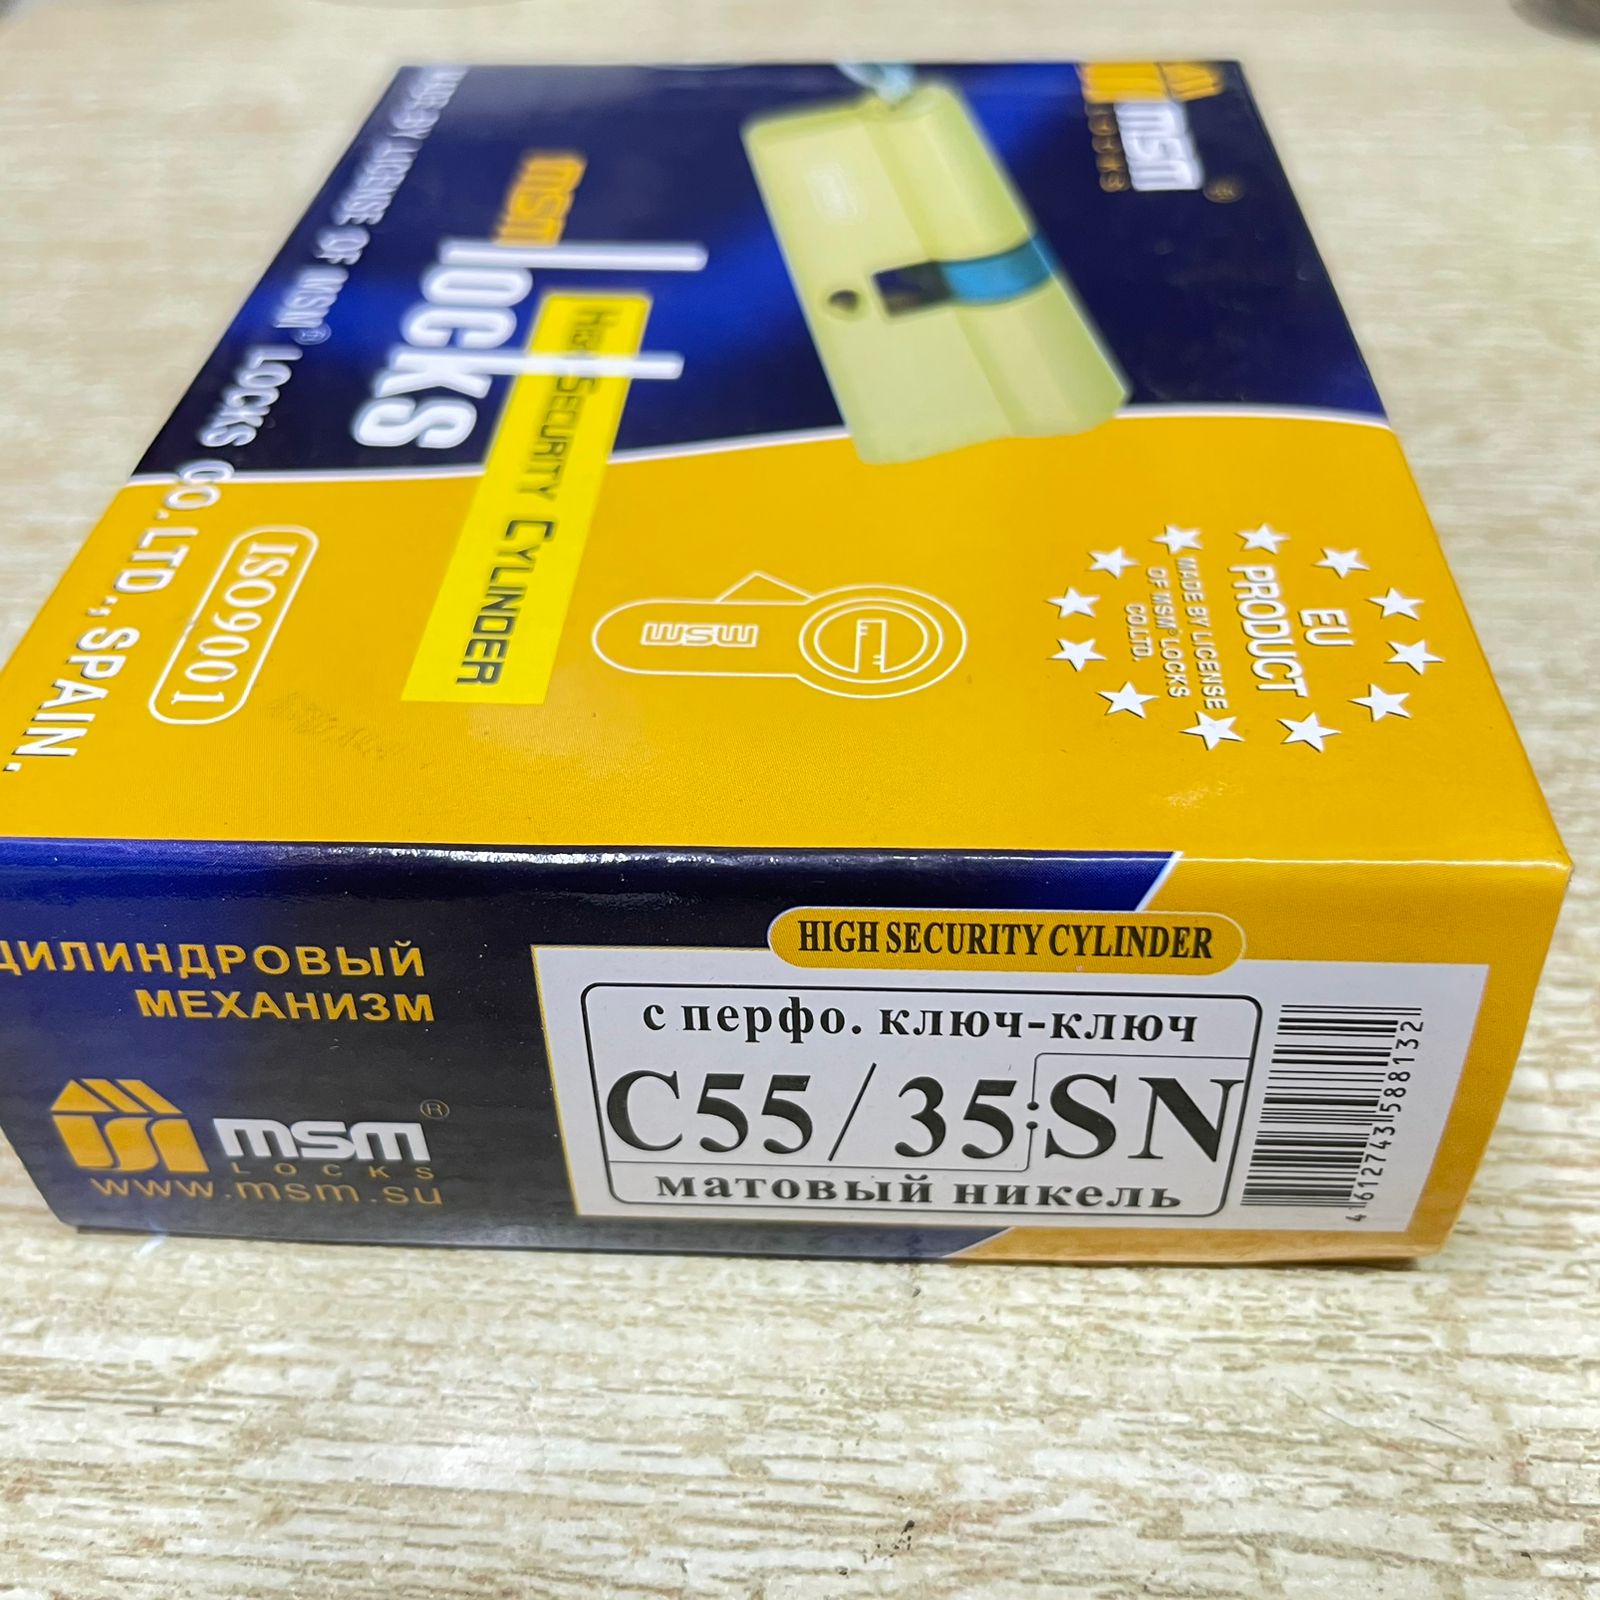 msm
LOCKS
®
msm
locks
HIGH SECURITY CYLINDER
MADE BY LICENSE OF MSM® LOCKS CO.LTD., SPAIN.
ISO9001
msm
EU
PRODUCT
MADE BY LICENSE
OF MSM® LOCKS
CO.LTD.
ЦИЛИНДРОВЫЙ
МЕХАНИЗМ
msm®
LOCKS
www.msm.su
HIGH SECURITY CYLINDER
с перфо. ключ-ключ
C55/35:SN
матовый никель
4612743588132